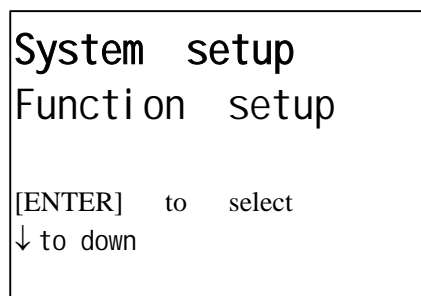 System setup
Function setup
[ENTER] to select
↓ to down